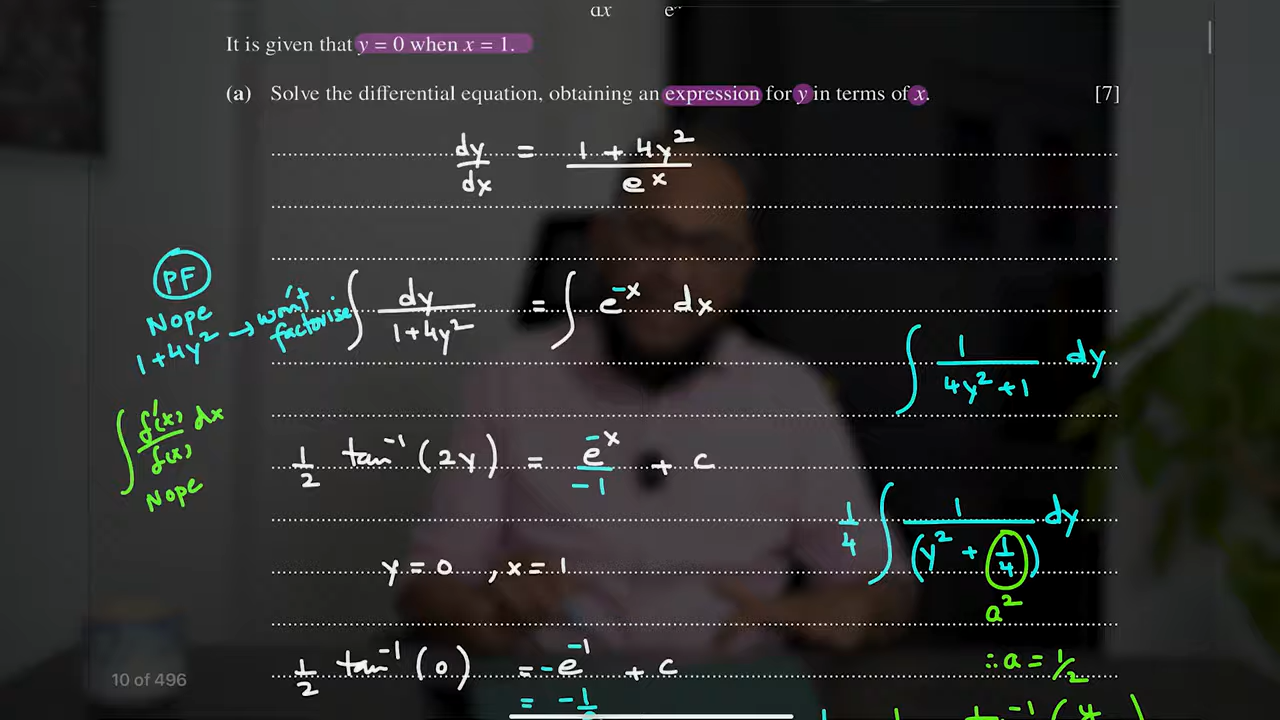 dx
It is given that y = 0 when x = 1.
(a) Solve the differential equation, obtaining an expression for y in terms of x. [7]
dy/dx = (1 + 4y²)/eˣ
PF
Nope
1+4y² → won't factorise
∫ dy/(1+4y²) = ∫ e⁻ˣ dx
∫ f'(x)/f(x) dx
Nope
∫ 1/(4y²+1) dy
1/2 tan⁻¹(2y) = e⁻ˣ/-1 + c
1/4 ∫ 1/(y² + 1/4) dy
a²
y = 0 , x = 1
∴ a = 1/2
1/2 tan⁻¹(0) = -e⁻¹ + c
10 of 496